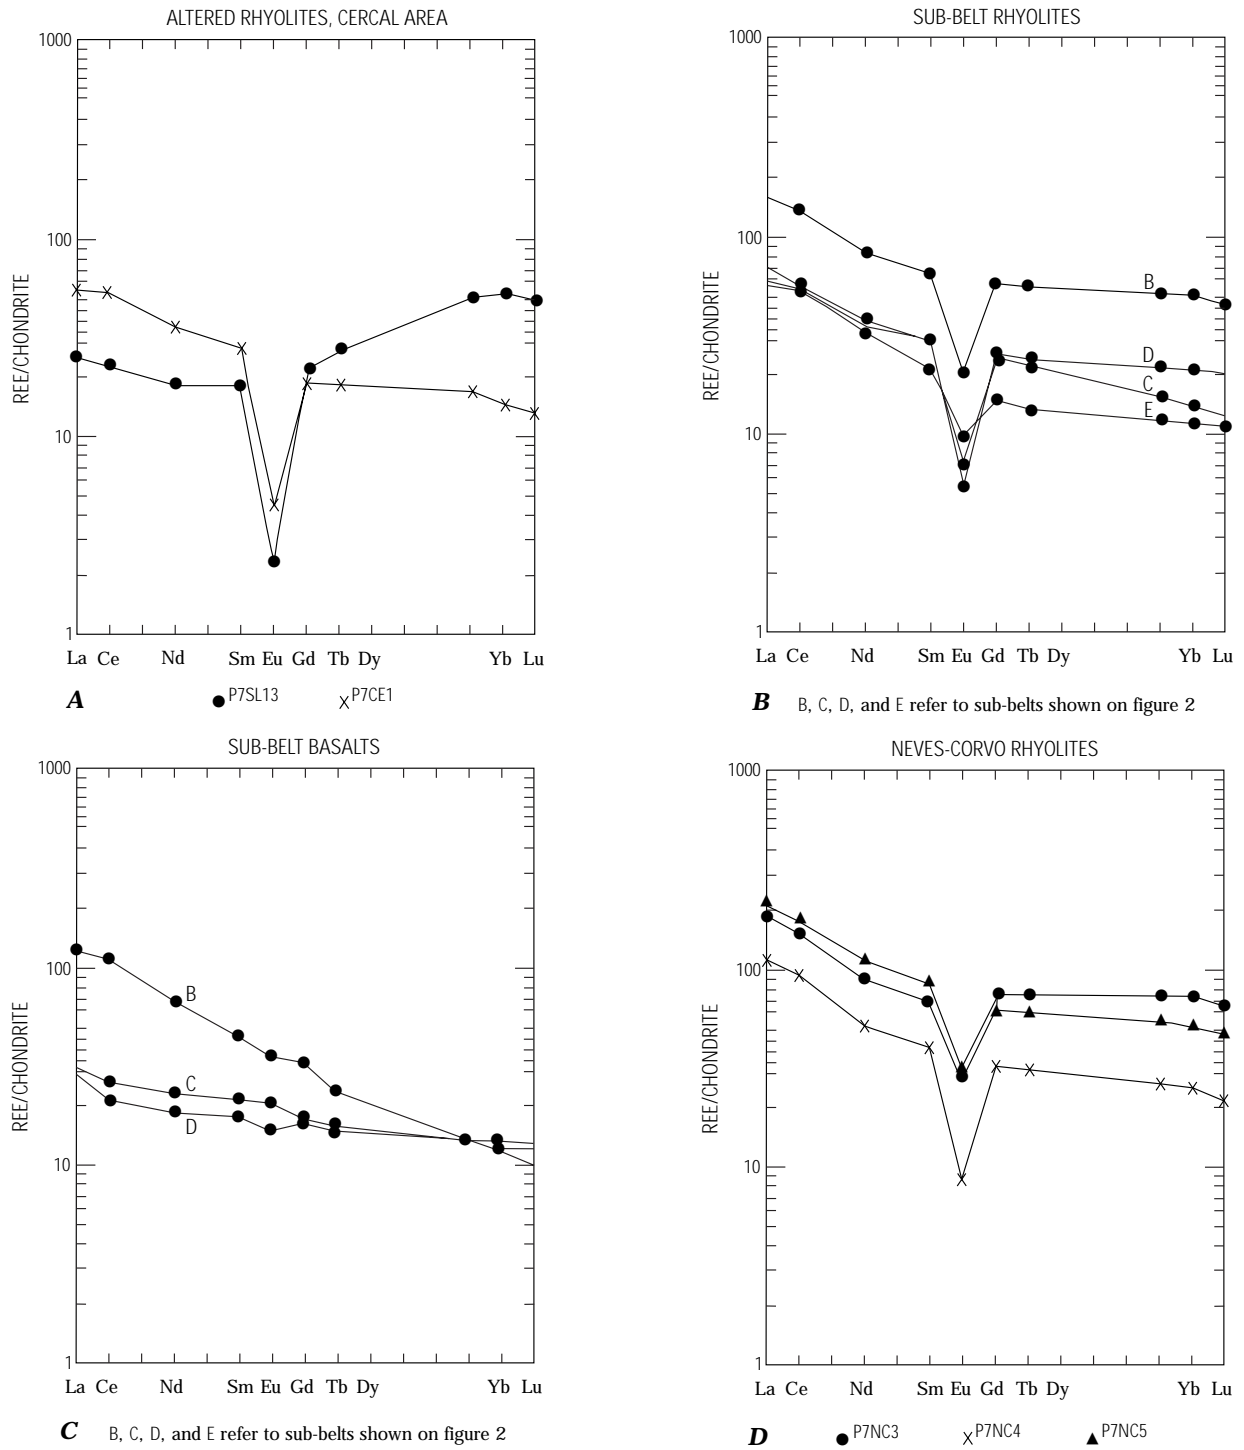 ALTERED RHYOLITES, CERCAL AREA
1000
100
10
1
REE/CHONDRITE
La Ce Nd Sm Eu Gd Tb Dy Yb Lu
A P7SL13 P7CE1
SUB-BELT RHYOLITES
1000
100
10
1
REE/CHONDRITE
B
D
C
E
La Ce Nd Sm Eu Gd Tb Dy Yb Lu
B B, C, D, and E refer to sub-belts shown on figure 2
SUB-BELT BASALTS
1000
100
10
1
REE/CHONDRITE
B
C
D
La Ce Nd Sm Eu Gd Tb Dy Yb Lu
C B, C, D, and E refer to sub-belts shown on figure 2
NEVES-CORVO RHYOLITES
1000
100
10
1
REE/CHONDRITE
La Ce Nd Sm Eu Gd Tb Dy Yb Lu
D P7NC3 P7NC4 P7NC5